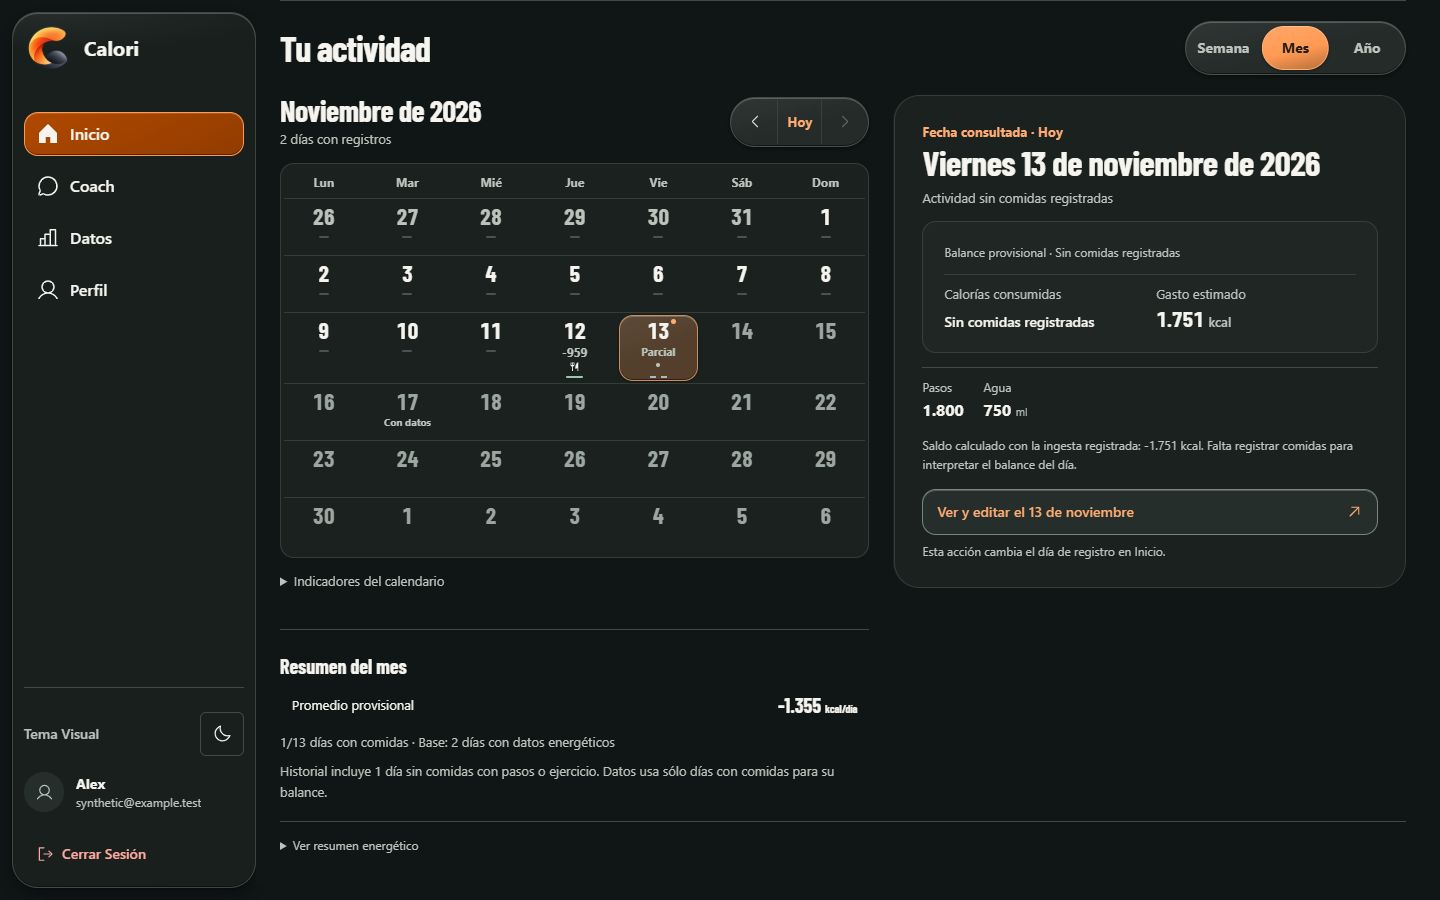 Calori
Inicio
Coach
Datos
Perfil
Tema Visual
Alex
synthetic@example.test
Cerrar Sesión
Tu actividad
Semana Mes Año
Noviembre de 2026
2 días con registros
Hoy
Lun Mar Mié Jue Vie Sáb Dom
26 27 28 29 30 31 1
— — — — — — —
2 3 4 5 6 7 8
— — — — — — —
9 10 11 12 13 14 15
— — — -959 Parcial
16 17 18 19 20 21 22
Con datos
23 24 25 26 27 28 29
30 1 2 3 4 5 6
Indicadores del calendario
Resumen del mes
Promedio provisional -1.355 kcal/día
1/13 días con comidas · Base: 2 días con datos energéticos
Historial incluye 1 día sin comidas con pasos o ejercicio. Datos usa sólo días con comidas para su
balance.
Ver resumen energético
Fecha consultada · Hoy
Viernes 13 de noviembre de 2026
Actividad sin comidas registradas
Balance provisional · Sin comidas registradas
Calorías consumidas Gasto estimado
Sin comidas registradas 1.751 kcal
Pasos Agua
1.800 750 ml
Saldo calculado con la ingesta registrada: -1.751 kcal. Falta registrar comidas para
interpretar el balance del día.
Ver y editar el 13 de noviembre
Esta acción cambia el día de registro en Inicio.